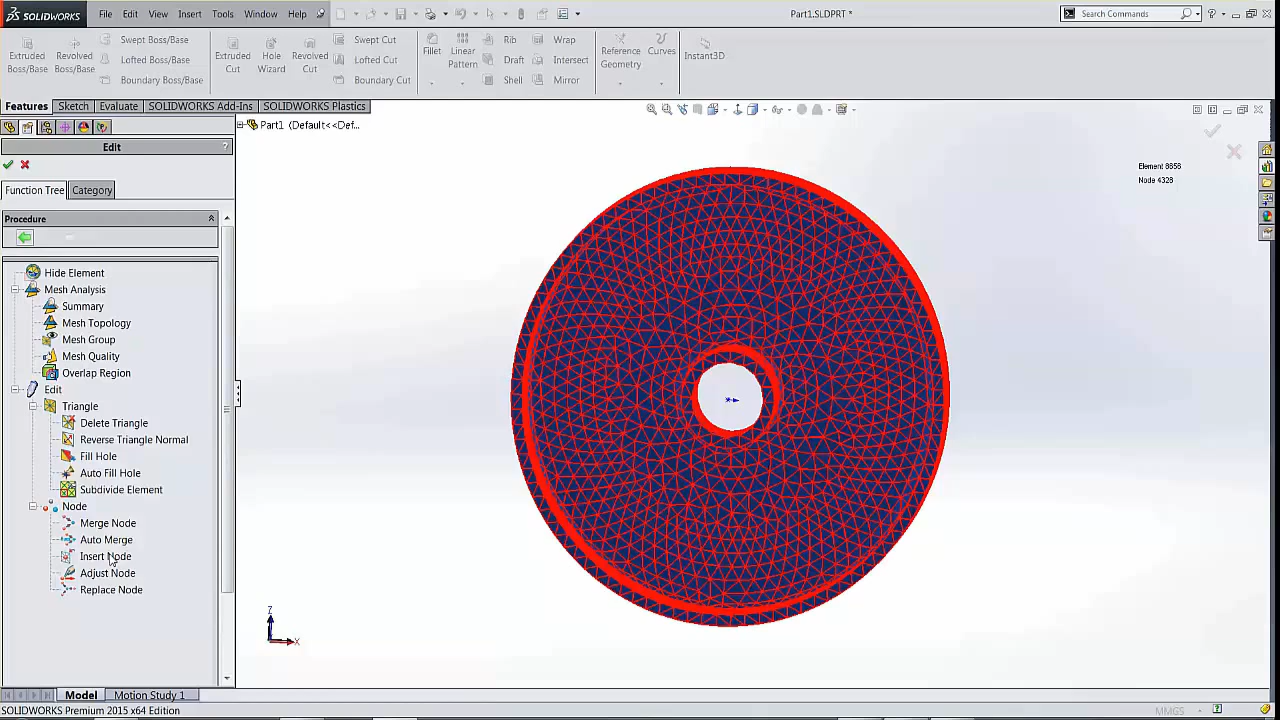 SOLIDWORKS File Edit View Insert Tools Window Help Part1.SLDPRT * Search Commands ?
Extruded Boss/Base
Revolved Boss/Base
Swept Boss/Base
Lofted Boss/Base
Boundary Boss/Base
Extruded Cut
Hole Wizard
Revolved Cut
Swept Cut
Lofted Cut
Boundary Cut
Fillet
Linear Pattern
Rib
Draft
Shell
Wrap
Intersect
Mirror
Reference Geometry
Curves
Instant3D
Features Sketch Evaluate SOLIDWORKS Add-Ins SOLIDWORKS Plastics
Part1 (Default<<Def...
Edit ?
Function Tree Category
Procedure
Hide Element
Mesh Analysis
Summary
Mesh Topology
Mesh Group
Mesh Quality
Overlap Region
Edit
Triangle
Delete Triangle
Reverse Triangle Normal
Fill Hole
Auto Fill Hole
Subdivide Element
Node
Merge Node
Auto Merge
Insert Node
Adjust Node
Replace Node
Element 8658
Node 4328
Z
X
Model Motion Study 1
SOLIDWORKS Premium 2015 x64 Edition MMGS ?